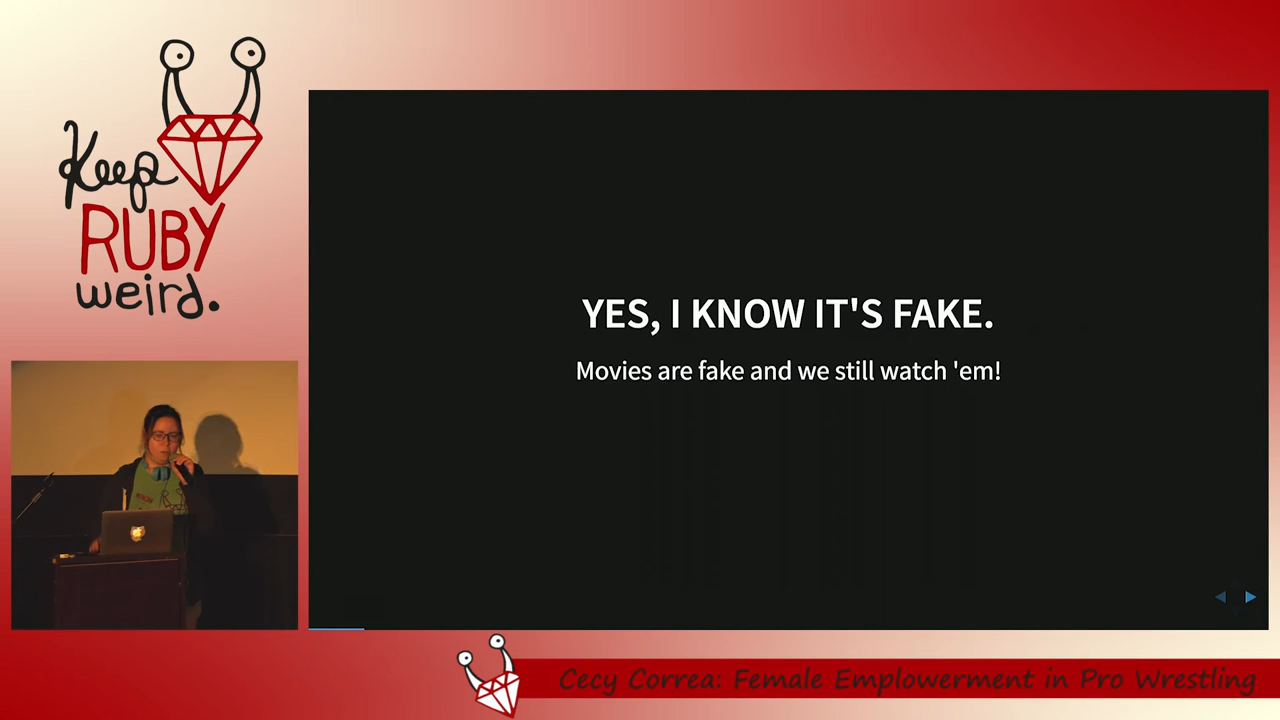 Keep
RUBY
weird.
YES, I KNOW IT'S FAKE.
Movies are fake and we still watch 'em!
Cecy Correa: Female Emplowerment in Pro Wrestling